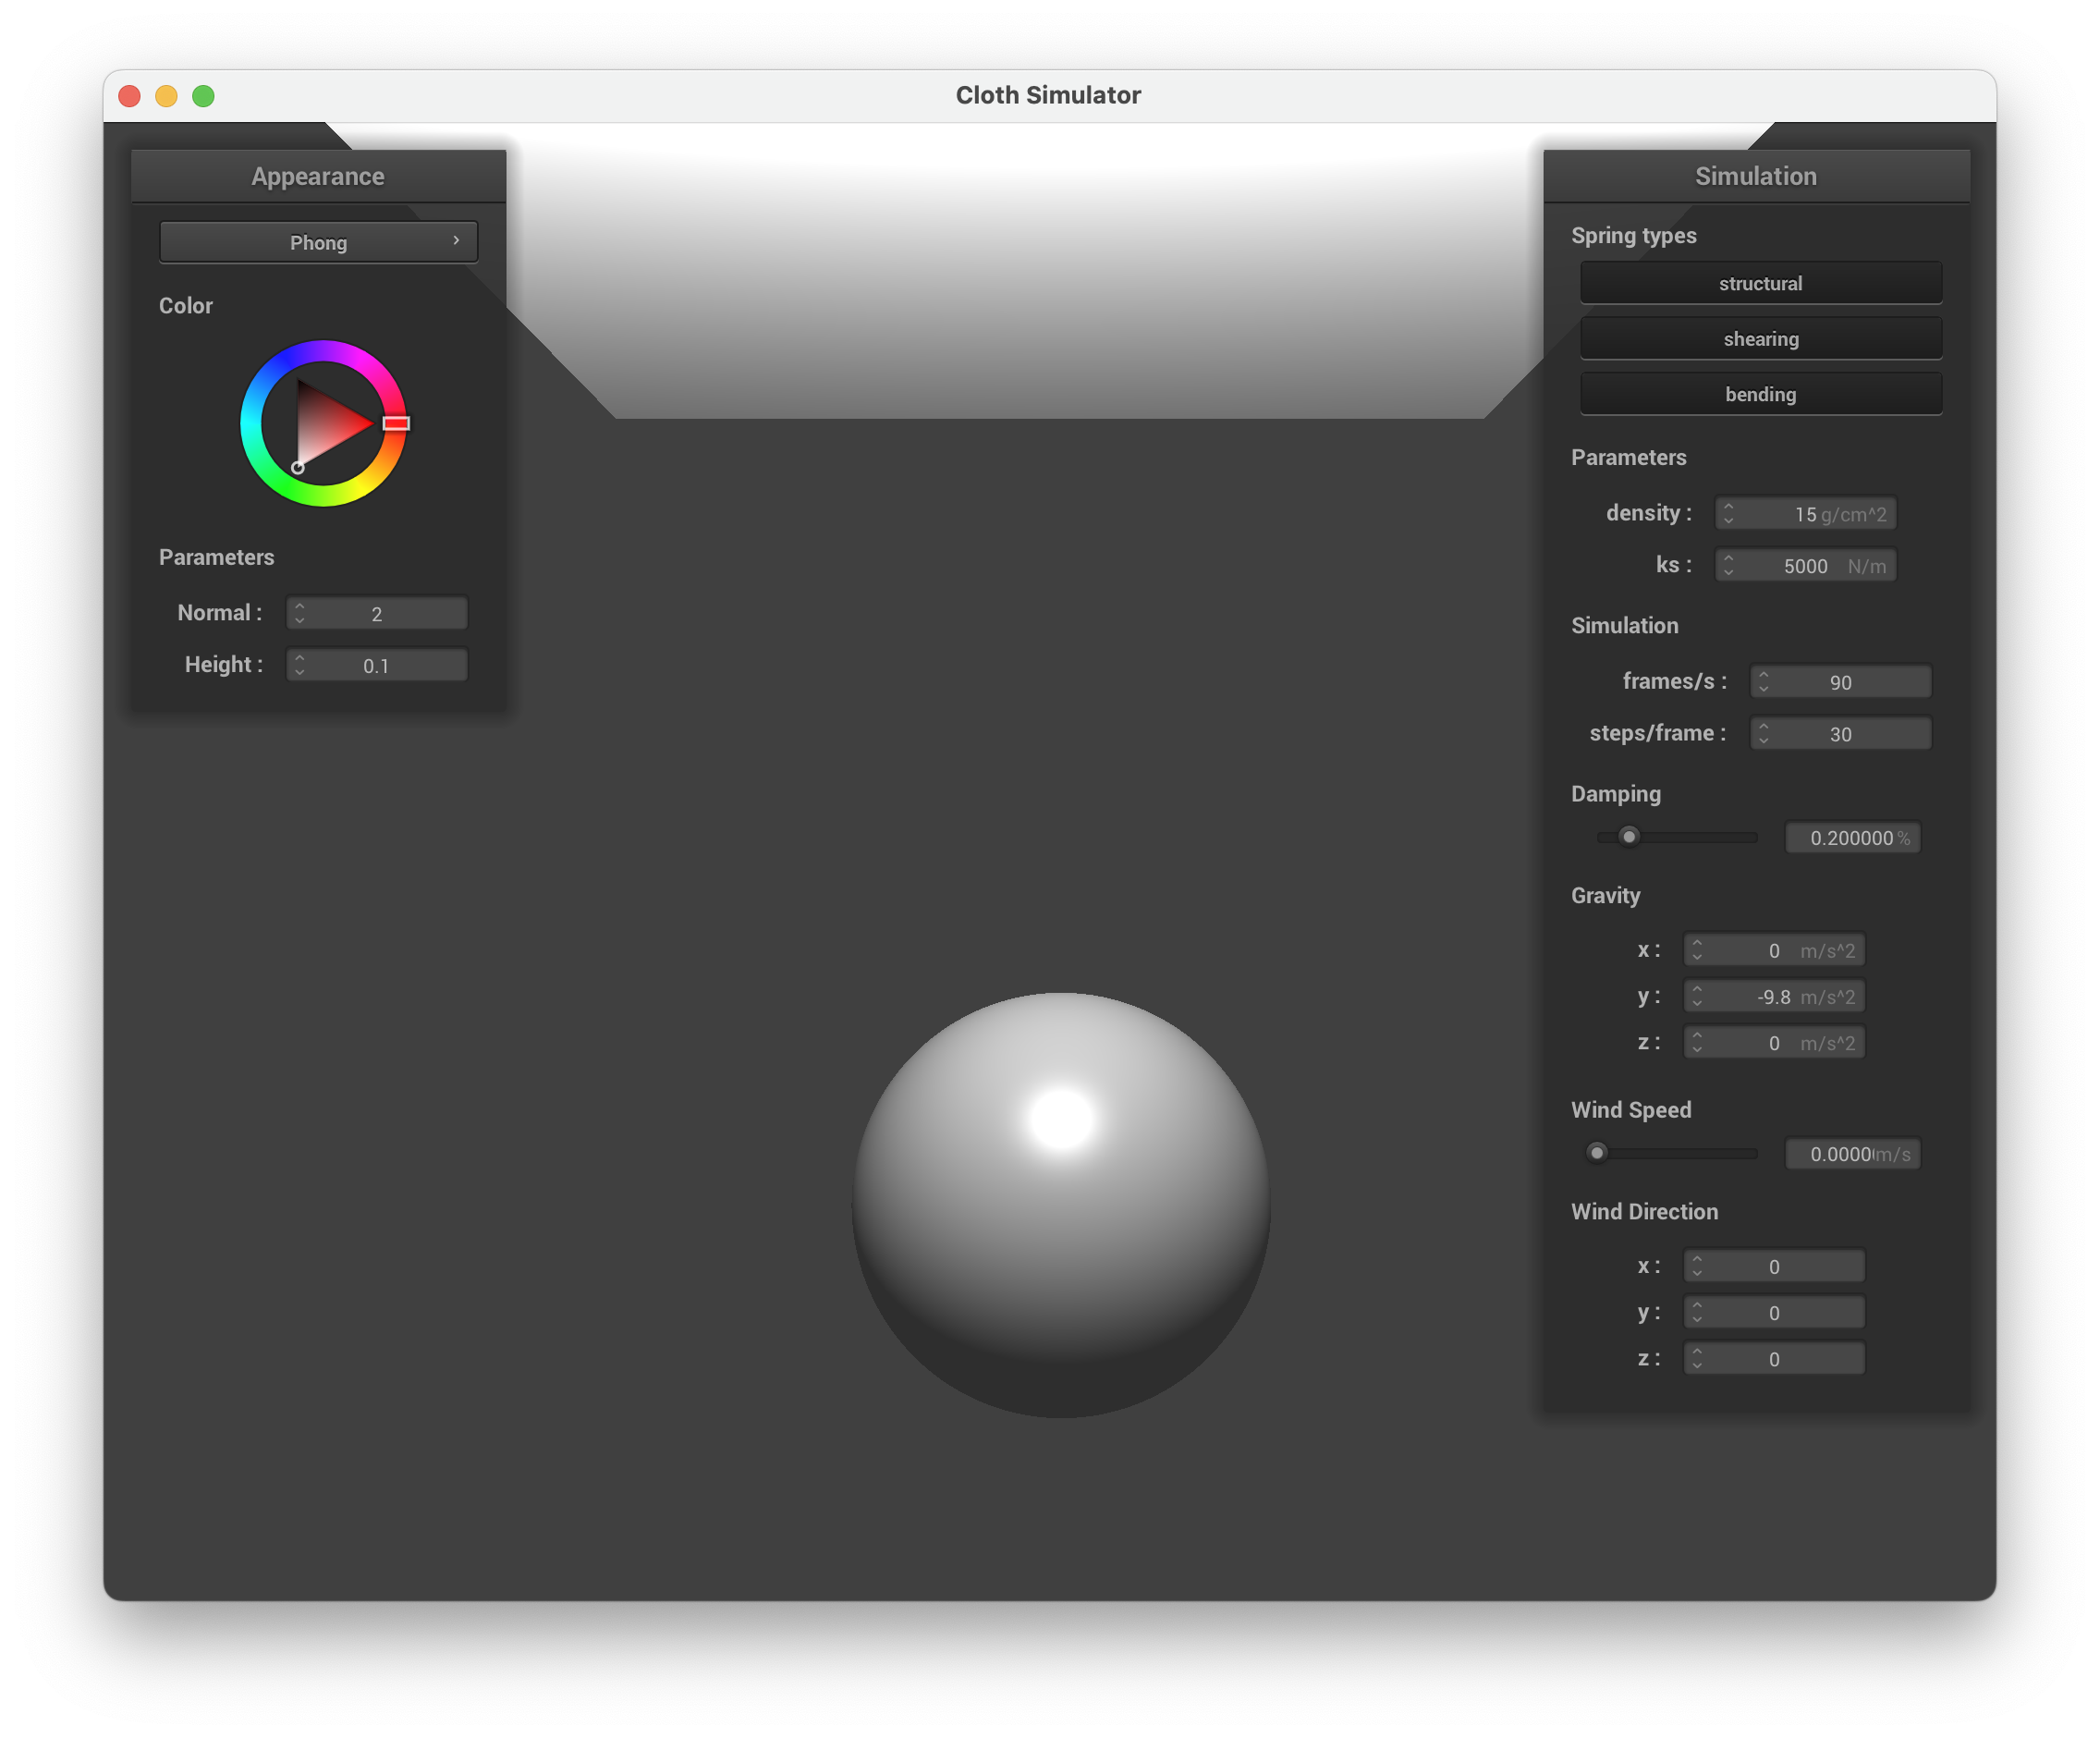 Cloth Simulator
Appearance
Phong
Color
Parameters
Normal : 2
Height : 0.1
Simulation
Spring types
structural
shearing
bending
Parameters
density : 15 g/cm^2
ks : 5000 N/m
Simulation
frames/s : 90
steps/frame : 30
Damping
0.200000 %
Gravity
x : 0 m/s^2
y : -9.8 m/s^2
z : 0 m/s^2
Wind Speed
0.0000 m/s
Wind Direction
x : 0
y : 0
z : 0